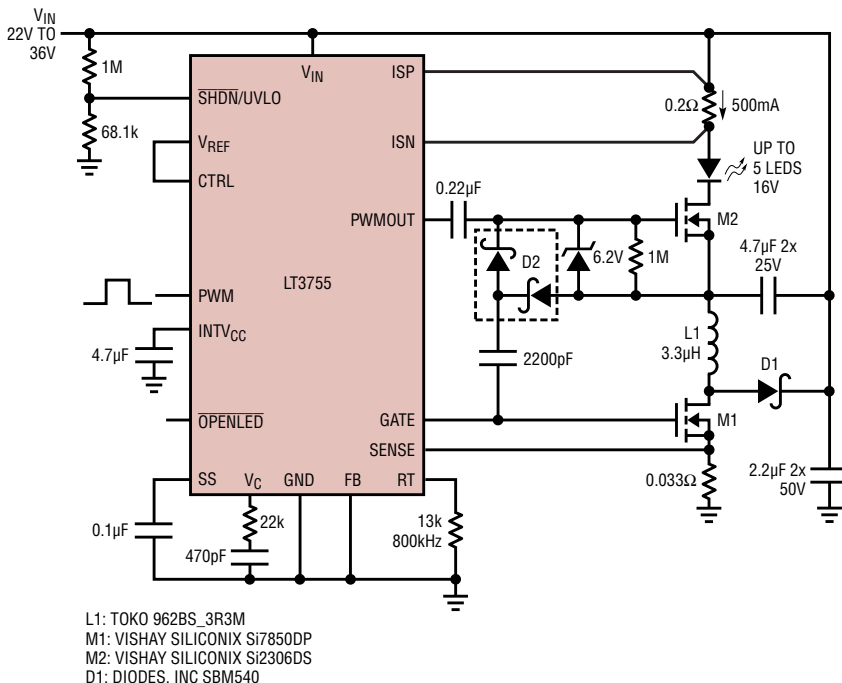 VIN
22V TO
36V
1M
68.1k
VIN
SHDN/UVLO
VREF
CTRL
PWM
INTVCC
4.7µF
OPENLED
SS
VC
GND
FB
RT
LT3755
ISP
ISN
PWMOUT
GATE
SENSE
0.2Ω
500mA
UP TO
5 LEDS
16V
0.22µF
M2
D2
6.2V
1M
4.7µF 2x
25V
L1
3.3µH
D1
2200pF
M1
0.033Ω
2.2µF 2x
50V
0.1µF
22k
470pF
13k
800kHz
L1: TOKO 962BS_3R3M
M1: VISHAY SILICONIX Si7850DP
M2: VISHAY SILICONIX Si2306DS
D1: DIODES, INC SBM540